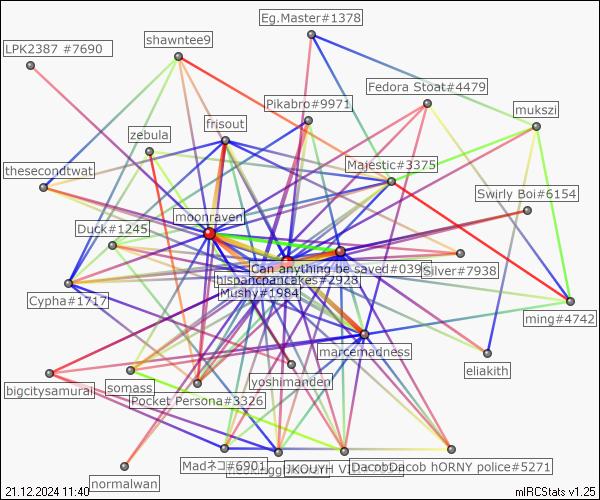 Eg.Master#1378
shawntee9
LPK2387 #7690
Fedora Stoat#4479
Pikabro#9971
mukszi
frisout
zebula
Majestic#3375
thesecondtwat
Swirly Boi#6154
moonraven
Duck#1245
Can anything be saved#039
Silver#7938
hispanicpancakes#2928
Mushy#1984
Cypha#1717
ming#4742
marcemadness
eliakith
yoshimanden
bigcitysamurai
somass
Pocket Persona#3326
Madネコ#6901
DacobDacob hORNY police#5271
normalwan
21.12.2024 11:40
mIRCStats v1.25